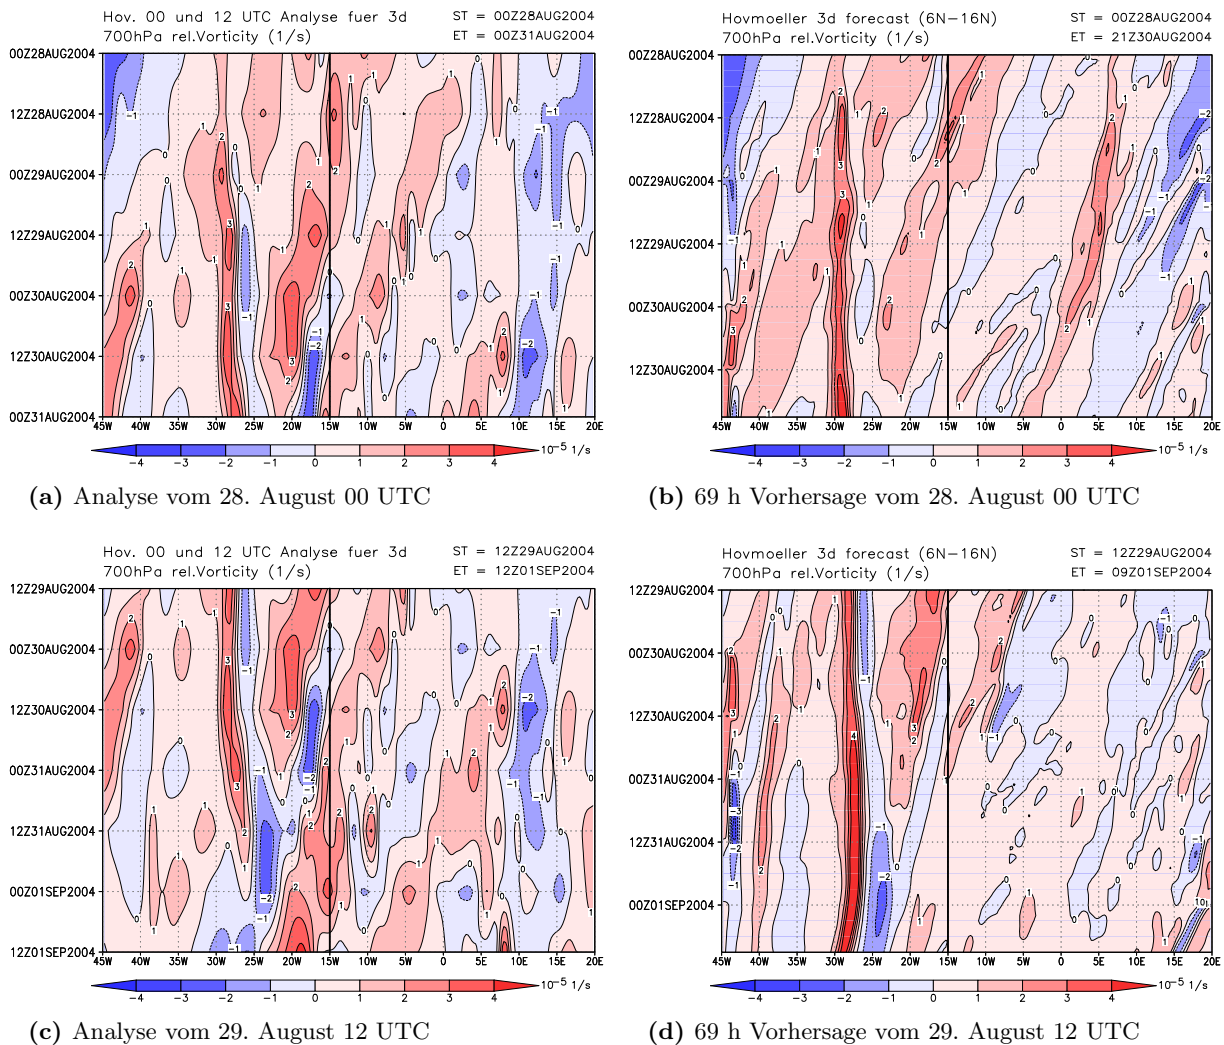 Hov. 00 und 12 UTC Analyse fuer 3d
ST = 00Z28AUG2004
700hPa rel.Vorticity (1/s)
ET = 00Z31AUG2004
00Z28AUG2004
12Z28AUG2004
00Z29AUG2004
12Z29AUG2004
00Z30AUG2004
12Z30AUG2004
00Z31AUG2004
45W 40W 35W 30W 25W 20W 15W 10W 5W 0 5E 10E 15E 20E
−4 −3 −2 −1 0 1 2 3 4 10⁻⁵ 1/s
(a) Analyse vom 28. August 00 UTC
Hovmoeller 3d forecast (6N−16N)
ST = 00Z28AUG2004
700hPa rel.Vorticity (1/s)
ET = 21Z30AUG2004
00Z28AUG2004
12Z28AUG2004
00Z29AUG2004
12Z29AUG2004
00Z30AUG2004
12Z30AUG2004
45W 40W 35W 30W 25W 20W 15W 10W 5W 0 5E 10E 15E 20E
−4 −3 −2 −1 0 1 2 3 4 10⁻⁵ 1/s
(b) 69 h Vorhersage vom 28. August 00 UTC
Hov. 00 und 12 UTC Analyse fuer 3d
ST = 12Z29AUG2004
700hPa rel.Vorticity (1/s)
ET = 12Z01SEP2004
12Z29AUG2004
00Z30AUG2004
12Z30AUG2004
00Z31AUG2004
12Z31AUG2004
00Z01SEP2004
12Z01SEP2004
45W 40W 35W 30W 25W 20W 15W 10W 5W 0 5E 10E 15E 20E
−4 −3 −2 −1 0 1 2 3 4 10⁻⁵ 1/s
(c) Analyse vom 29. August 12 UTC
Hovmoeller 3d forecast (6N−16N)
ST = 12Z29AUG2004
700hPa rel.Vorticity (1/s)
ET = 09Z01SEP2004
12Z29AUG2004
00Z30AUG2004
12Z30AUG2004
00Z31AUG2004
12Z31AUG2004
00Z01SEP2004
45W 40W 35W 30W 25W 20W 15W 10W 5W 0 5E 10E 15E 20E
−4 −3 −2 −1 0 1 2 3 4 10⁻⁵ 1/s
(d) 69 h Vorhersage vom 29. August 12 UTC